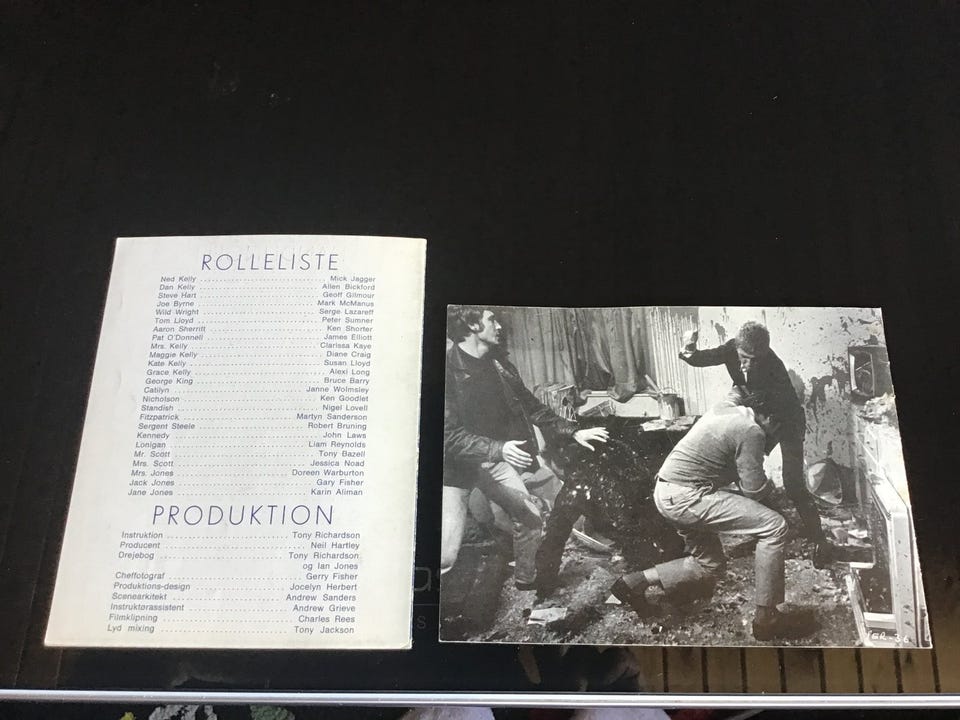 ROLLELISTE
Ned Kelly ........ Mick Jagger
Dan Kelly ........ Allen Bickford
Steve Hart ........ Geoff Gilmour
Joe Byrne ........ Mark McManus
Wild Wright ........ Serge Lazareff
Tom Lloyd ........ Peter Sumner
Aaron Sherritt ........ Ken Shorter
Pat O'Donnell ........ James Elliott
Mrs. Kelly ........ Clarissa Kaye
Maggie Kelly ........ Diane Craig
Kate Kelly ........ Susan Lloyd
Grace Kelly ........ Alexi Long
George King ........ Bruce Barry
Catilyn ........ Janne Wolmsley
Nicholson ........ Ken Goodlet
Standish ........ Nigel Lovell
Fitzpatrick ........ Martyn Sanderson
Sergent Steele ........ Robert Bruning
Kennedy ........ John Laws
Lonigan ........ Liam Reynolds
Mr. Scott ........ Tony Bazell
Mrs. Scott ........ Jessica Noad
Mrs. Jones ........ Doreen Warburton
Jack Jones ........ Gary Fisher
Jane Jones ........ Karin Altman
PRODUKTION
Instruktion ........ Tony Richardson
Producent ........ Neil Hartley
Drejebog ........ Tony Richardson
og Ian Jones
Cheffotograf ........ Gerry Fisher
Produktions-design ........ Jocelyn Herbert
Scenearkitekt ........ Andrew Sanders
Instruktørassistent ........ Andrew Grieve
Filmklipning ........ Charles Rees
Lyd mixing ........ Tony Jackson